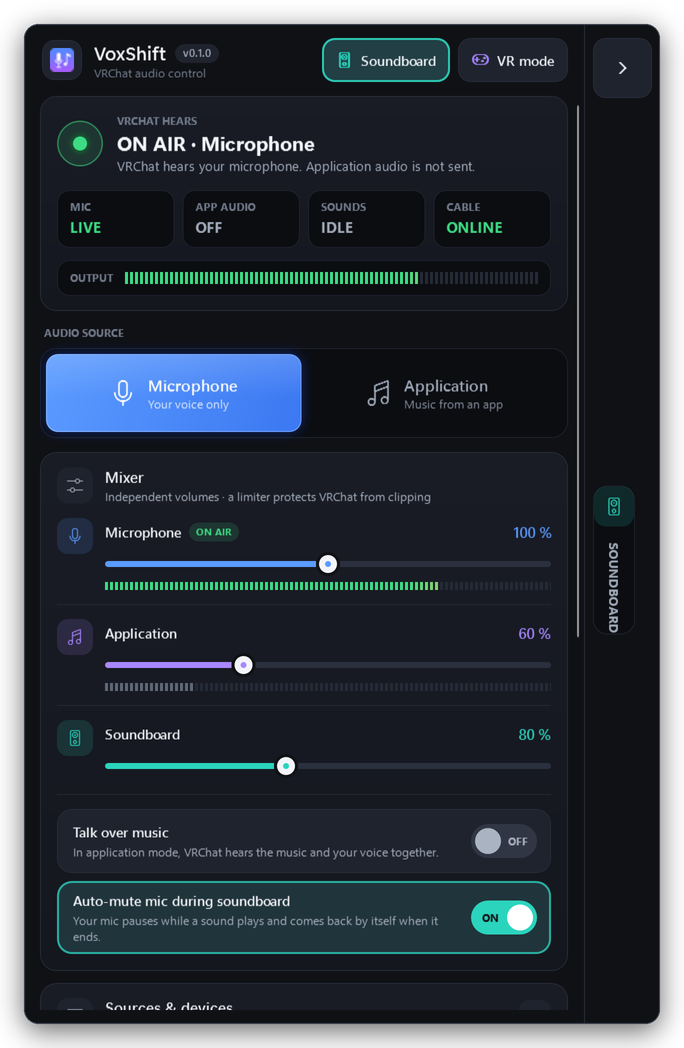 VoxShift v0.1.0
VRChat audio control
Soundboard
VR mode
VRCHAT HEARS
ON AIR · Microphone
VRChat hears your microphone. Application audio is not sent.
MIC
LIVE
APP AUDIO
OFF
SOUNDS
IDLE
CABLE
ONLINE
OUTPUT
AUDIO SOURCE
Microphone
Your voice only
Application
Music from an app
Mixer
Independent volumes · a limiter protects VRChat from clipping
Microphone ON AIR 100 %
Application 60 %
Soundboard 80 %
Talk over music
In application mode, VRChat hears the music and your voice together.
OFF
Auto-mute mic during soundboard
Your mic pauses while a sound plays and comes back by itself when it
ends.
ON
Sources & devices
SOUNDBOARD